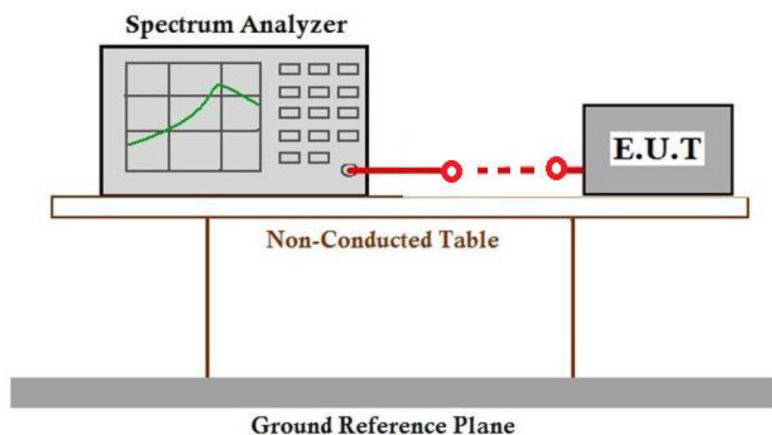 Spectrum Analyzer
E.U.T
Non-Conducted Table
Ground Reference Plane